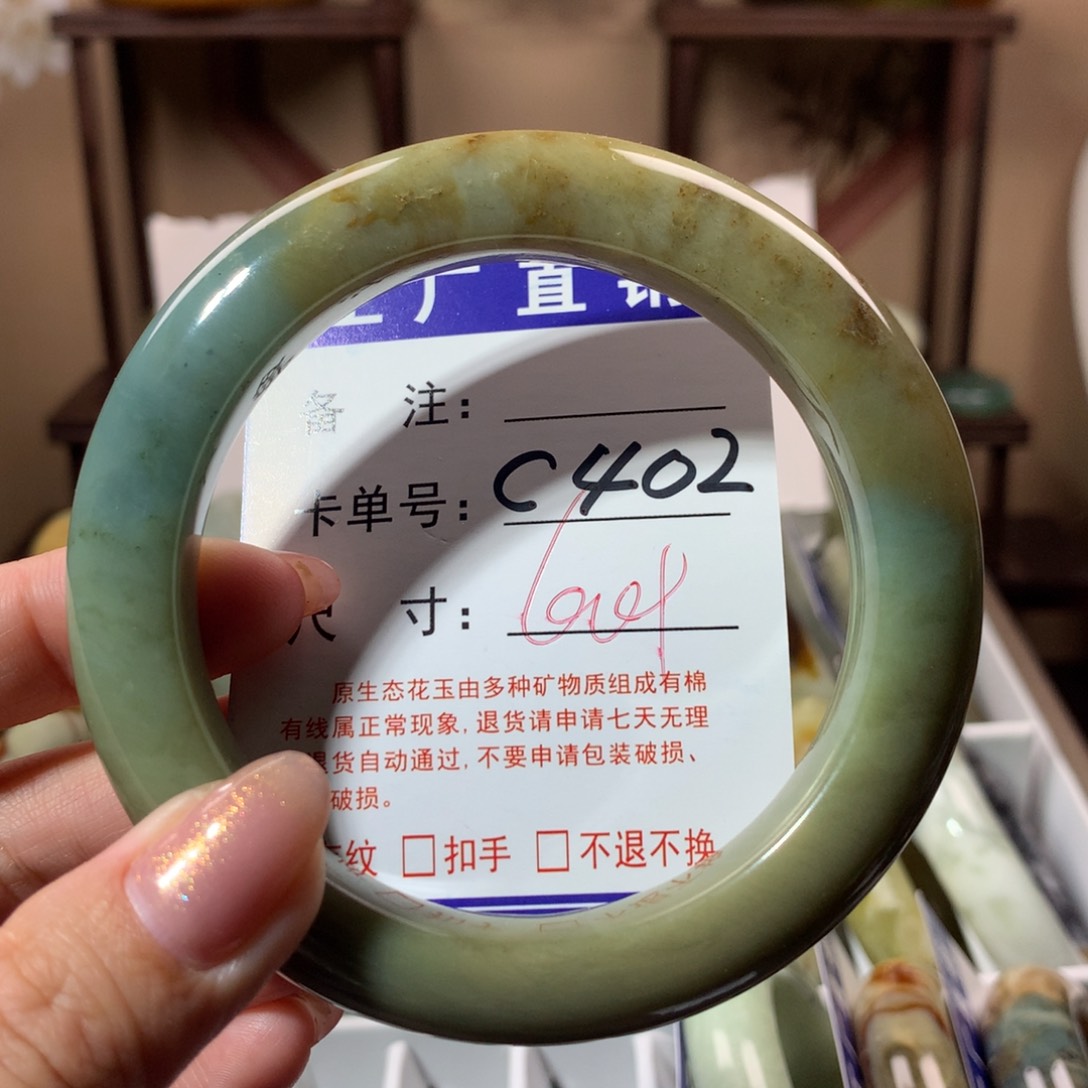 工厂直销
备 注：
卡单号：C402
尺 寸：
原生态花玉由多种矿物质组成有棉
有线属正常现象，退货请申请七天无理
退货自动通过，不要申请包装破损、
破损。
纹 □扣手 □不退不换